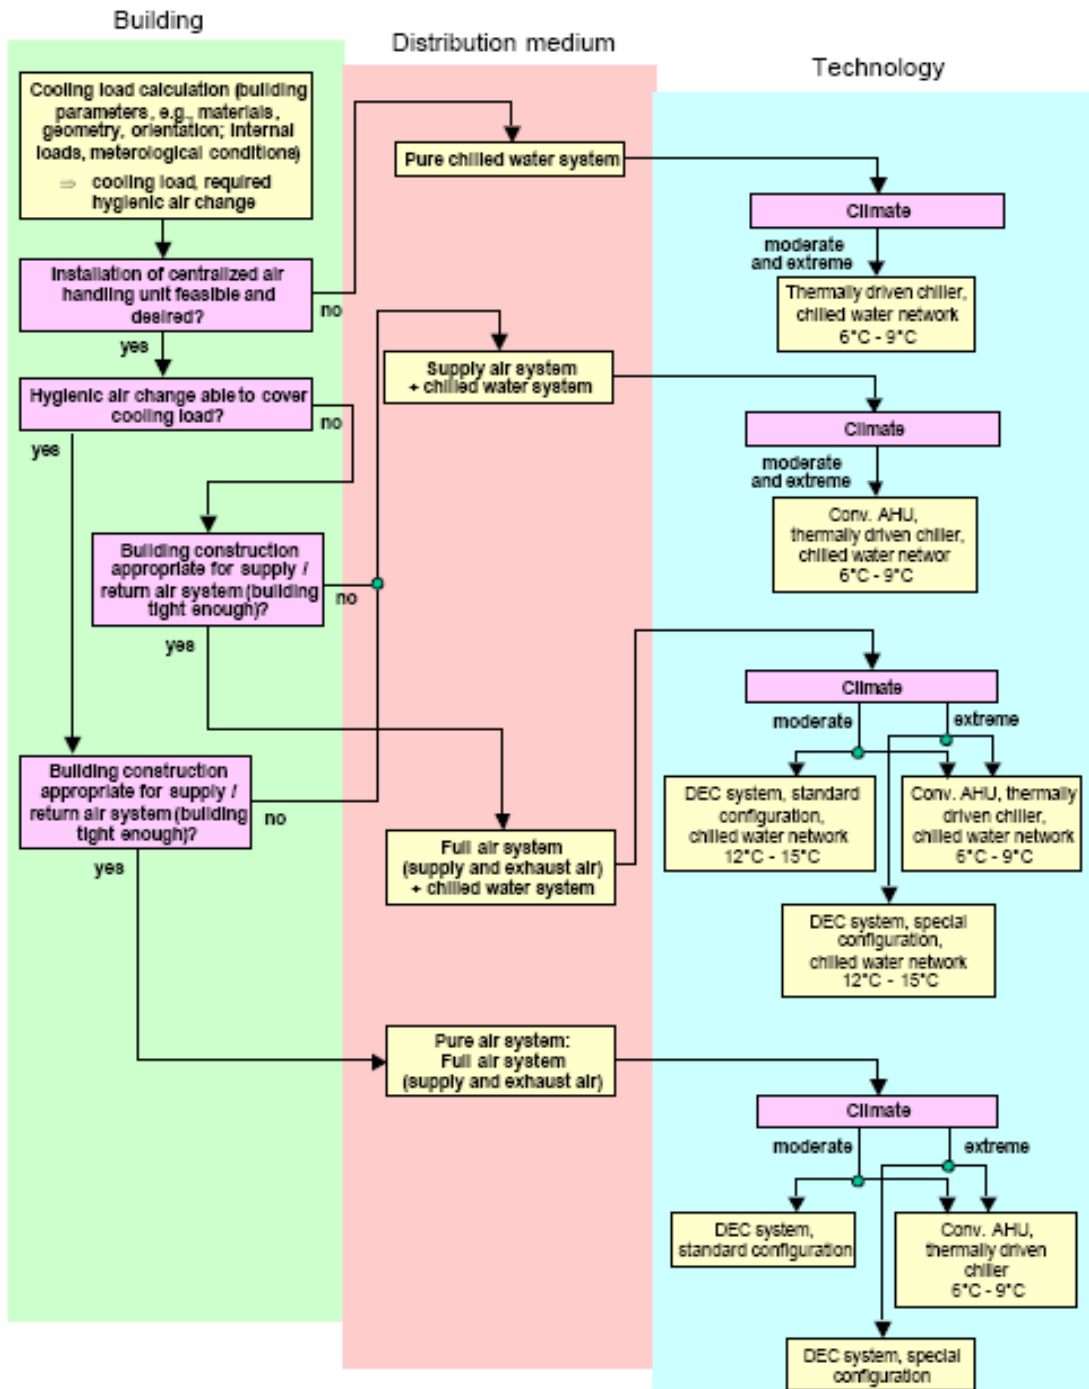 Building
Distribution medium
Technology
Cooling load calculation (building
parameters, e.g., materials,
geometry, orientation; internal
loads, meterological conditions)
⇒ cooling load, required
hygienic air change
Installation of centralized air
handling unit feasible and
desired?
no
yes
Hygienic air change able to cover
cooling load?
no
yes
Building construction
appropriate for supply /
return air system (building
tight enough)?
no
yes
Building construction
appropriate for supply /
return air system (building
tight enough)?
no
yes
Pure chilled water system
Supply air system
+ chilled water system
Full air system
(supply and exhaust air)
+ chilled water system
Pure air system:
Full air system
(supply and exhaust air)
Climate
moderate
and extreme
Thermally driven chiller,
chilled water network
6°C - 9°C
Climate
moderate
and extreme
Conv. AHU,
thermally driven chiller,
chilled water networ
6°C - 9°C
Climate
moderate
extreme
DEC system, standard
configuration,
chilled water network
12°C - 15°C
Conv. AHU, thermally
driven chiller,
chilled water network
6°C - 9°C
DEC system, special
configuration,
chilled water network
12°C - 15°C
Climate
moderate
extreme
DEC system,
standard configuration
Conv. AHU,
thermally driven
chiller
6°C - 9°C
DEC system, special
configuration